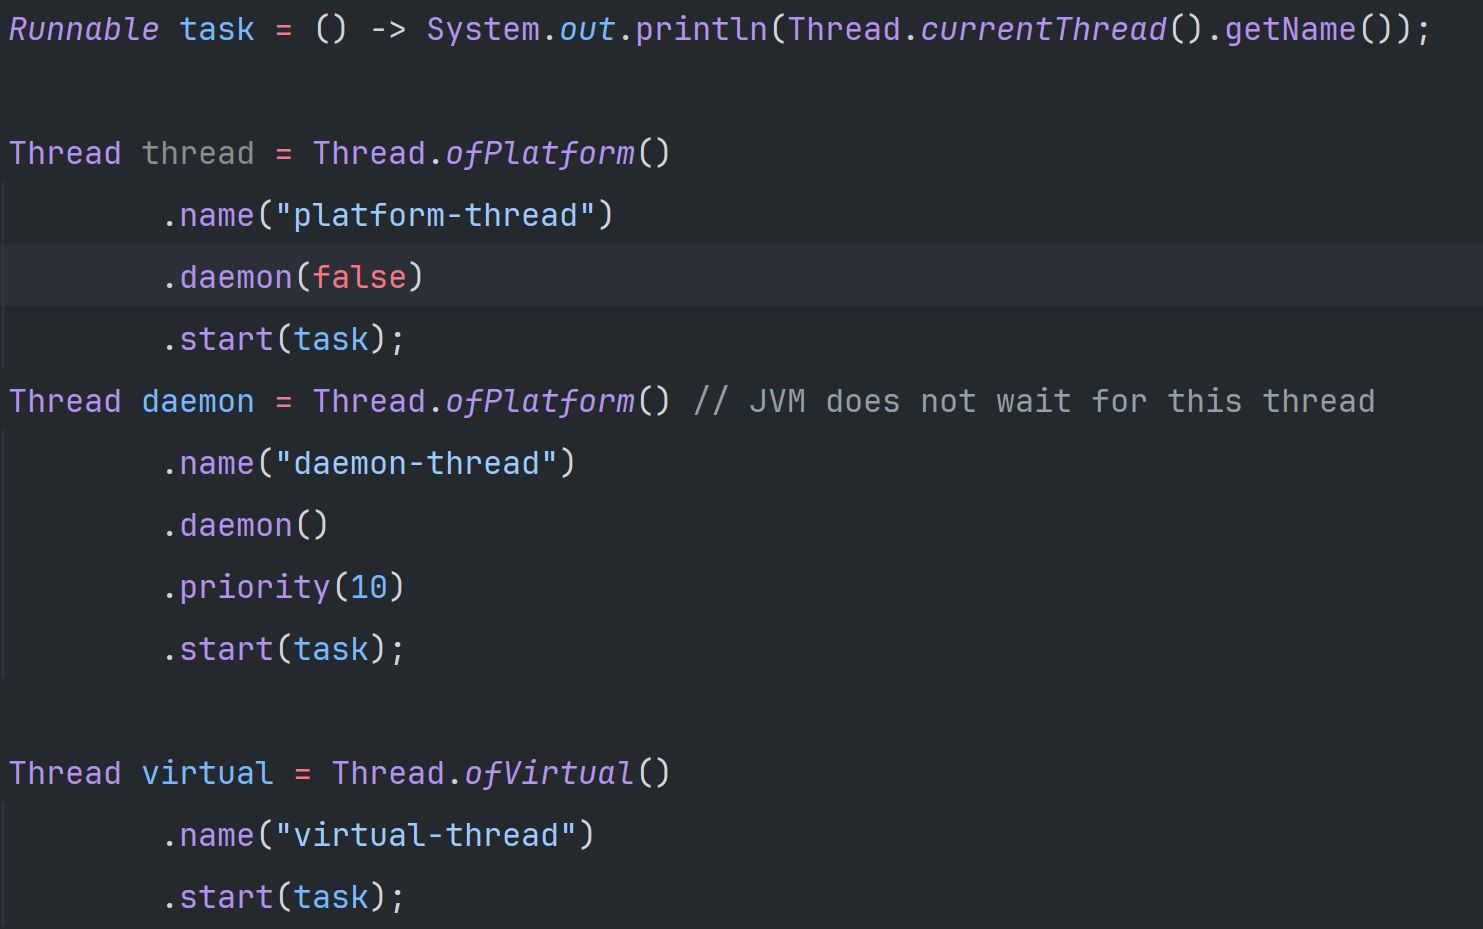 Runnable task = () -> System.out.println(Thread.currentThread().getName());
Thread thread = Thread.ofPlatform()
.name("platform-thread")
.daemon(false)
.start(task);
Thread daemon = Thread.ofPlatform() // JVM does not wait for this thread
.name("daemon-thread")
.daemon()
.priority(10)
.start(task);
Thread virtual = Thread.ofVirtual()
.name("virtual-thread")
.start(task);